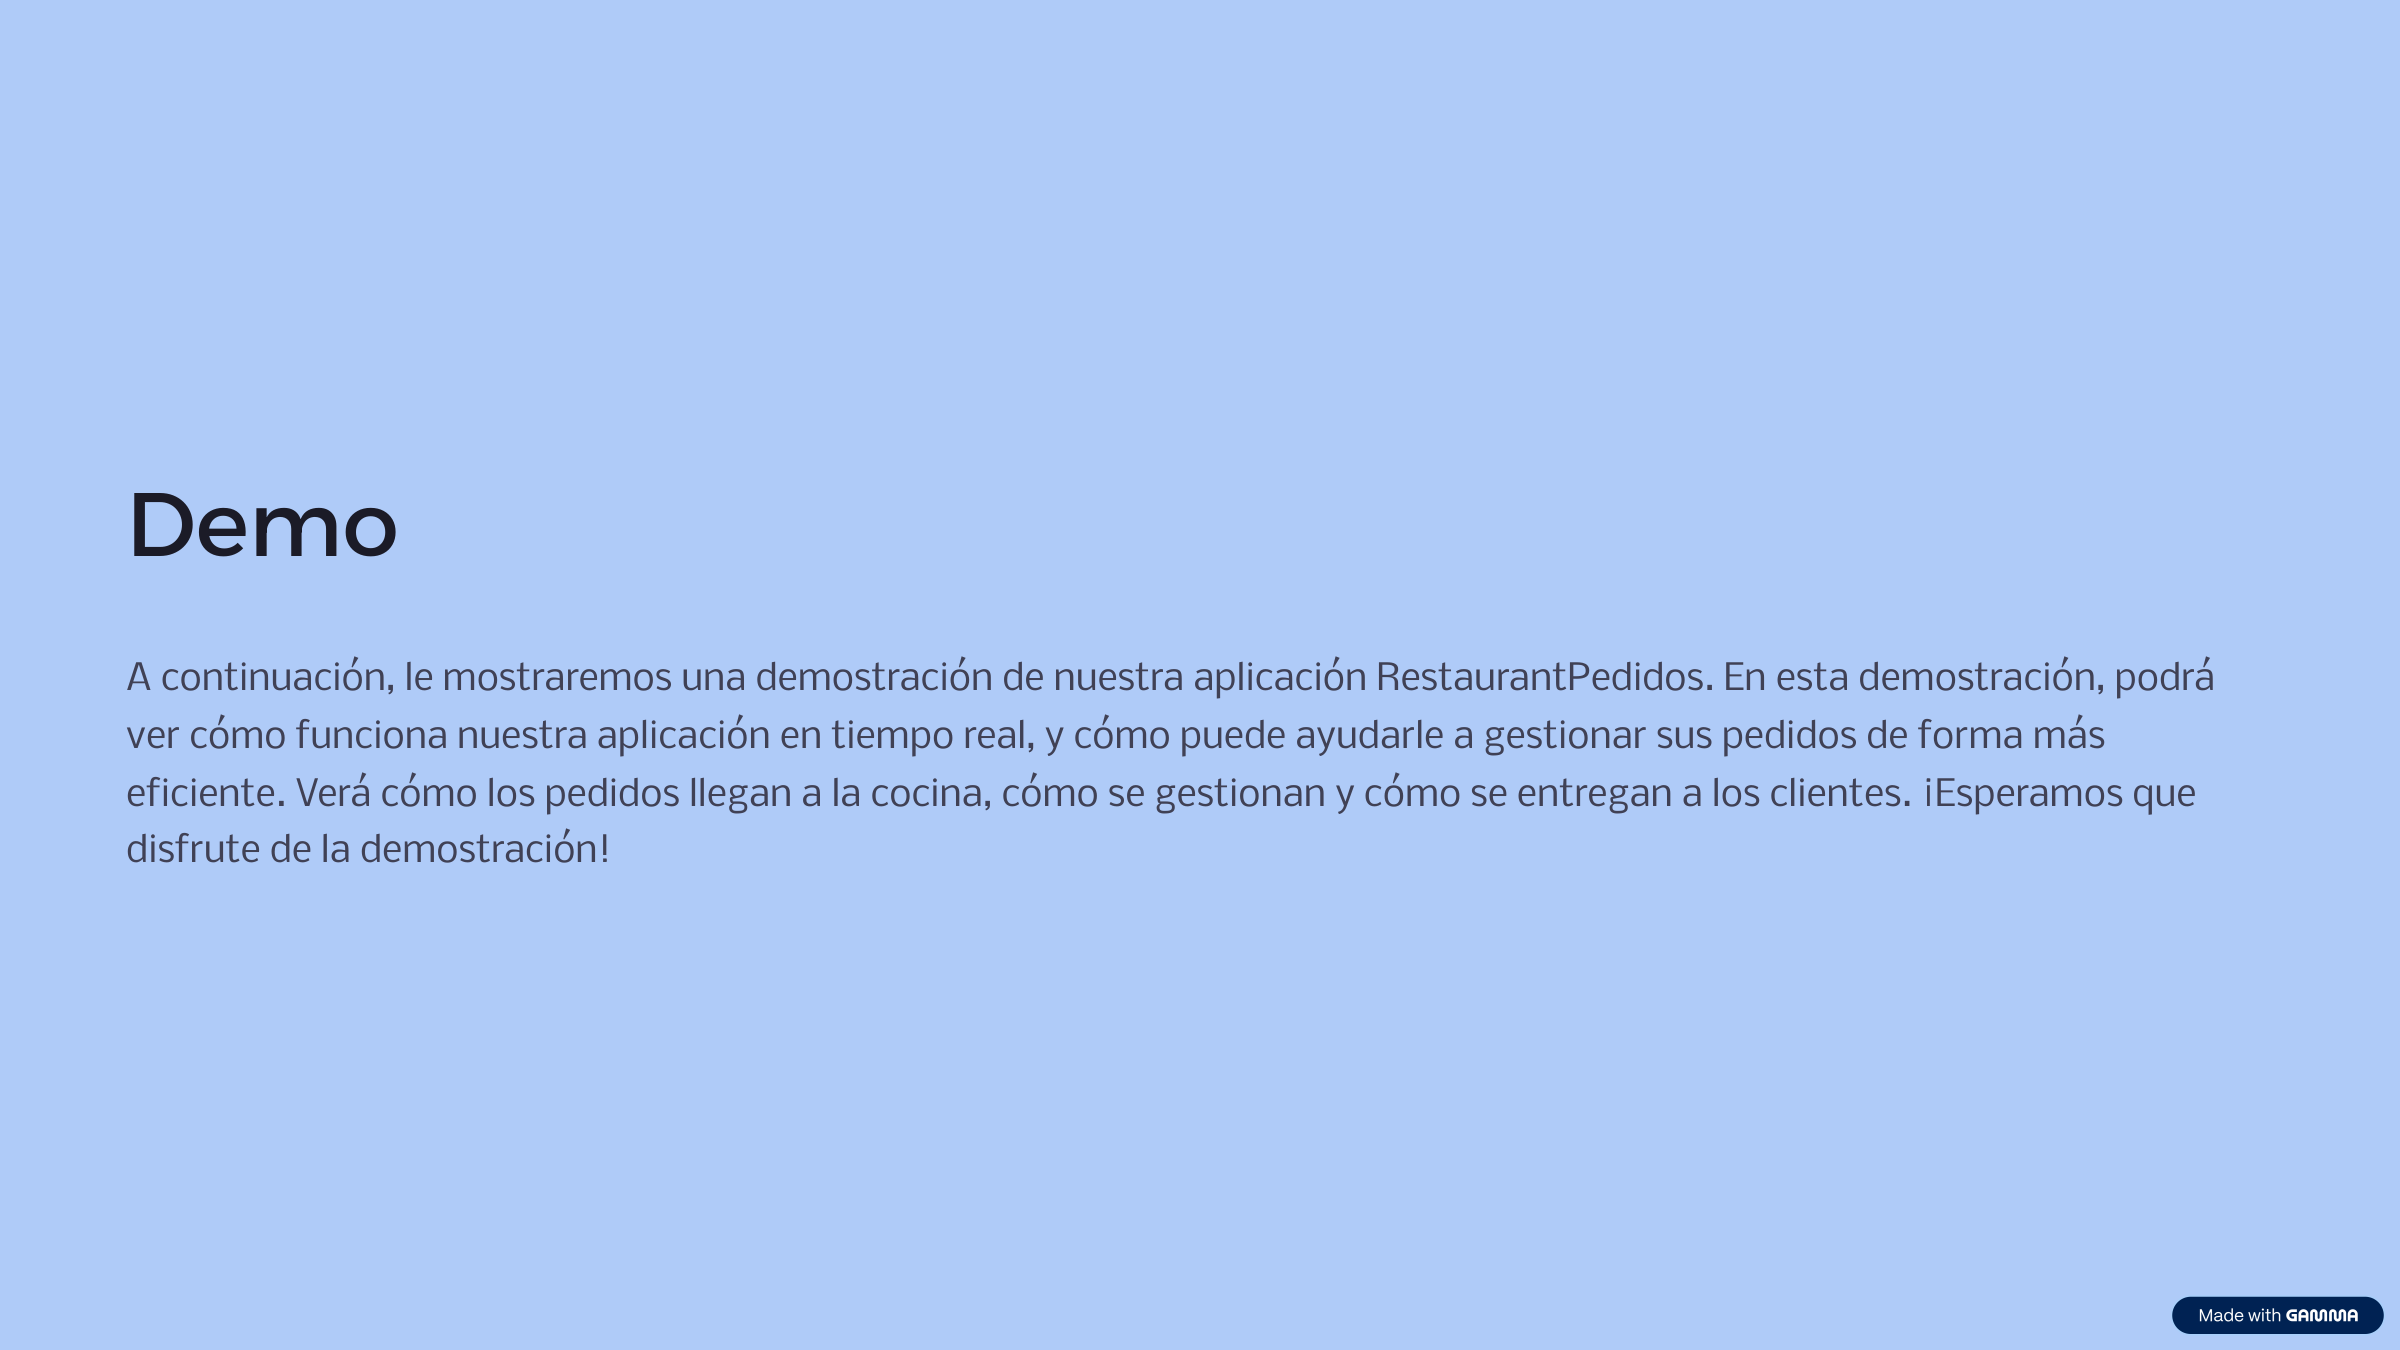 Demo
A continuación, le mostraremos una demostración de nuestra aplicación RestaurantPedidos. En esta demostración, podrá
ver cómo funciona nuestra aplicación en tiempo real, y cómo puede ayudarle a gestionar sus pedidos de forma más
eficiente. Verá cómo los pedidos llegan a la cocina, cómo se gestionan y cómo se entregan a los clientes. ¡Esperamos que
disfrute de la demostración!
Made with GAMMA